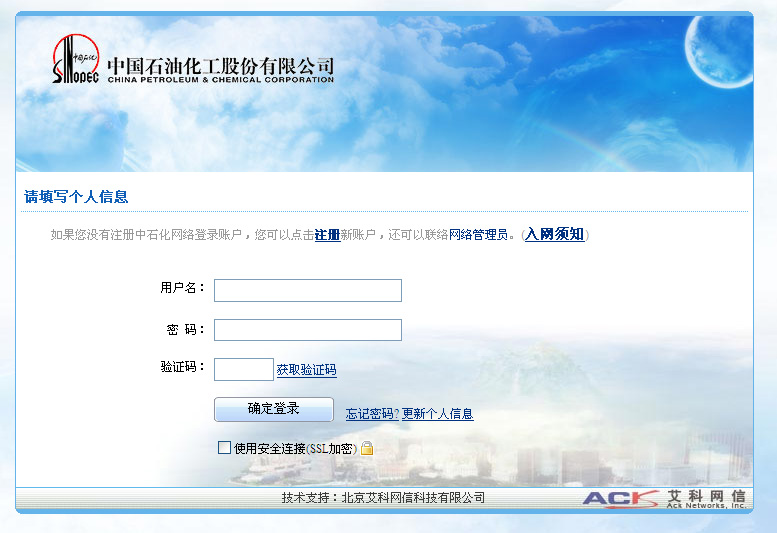 中国石化
SINOPEC
中国石油化工股份有限公司
CHINA PETROLEUM & CHEMICAL CORPORATION
请填写个人信息
如果您没有注册中石化网络登录账户，您可以点击注册新账户，还可以联络网络管理员。(入网须知)
用户名：
密 码：
验证码： 获取验证码
确定登录 忘记密码? 更新个人信息
使用安全连接(SSL加密)
技术支持：北京艾科网信科技有限公司
ACK 艾科网信
Ack Networks, Inc.